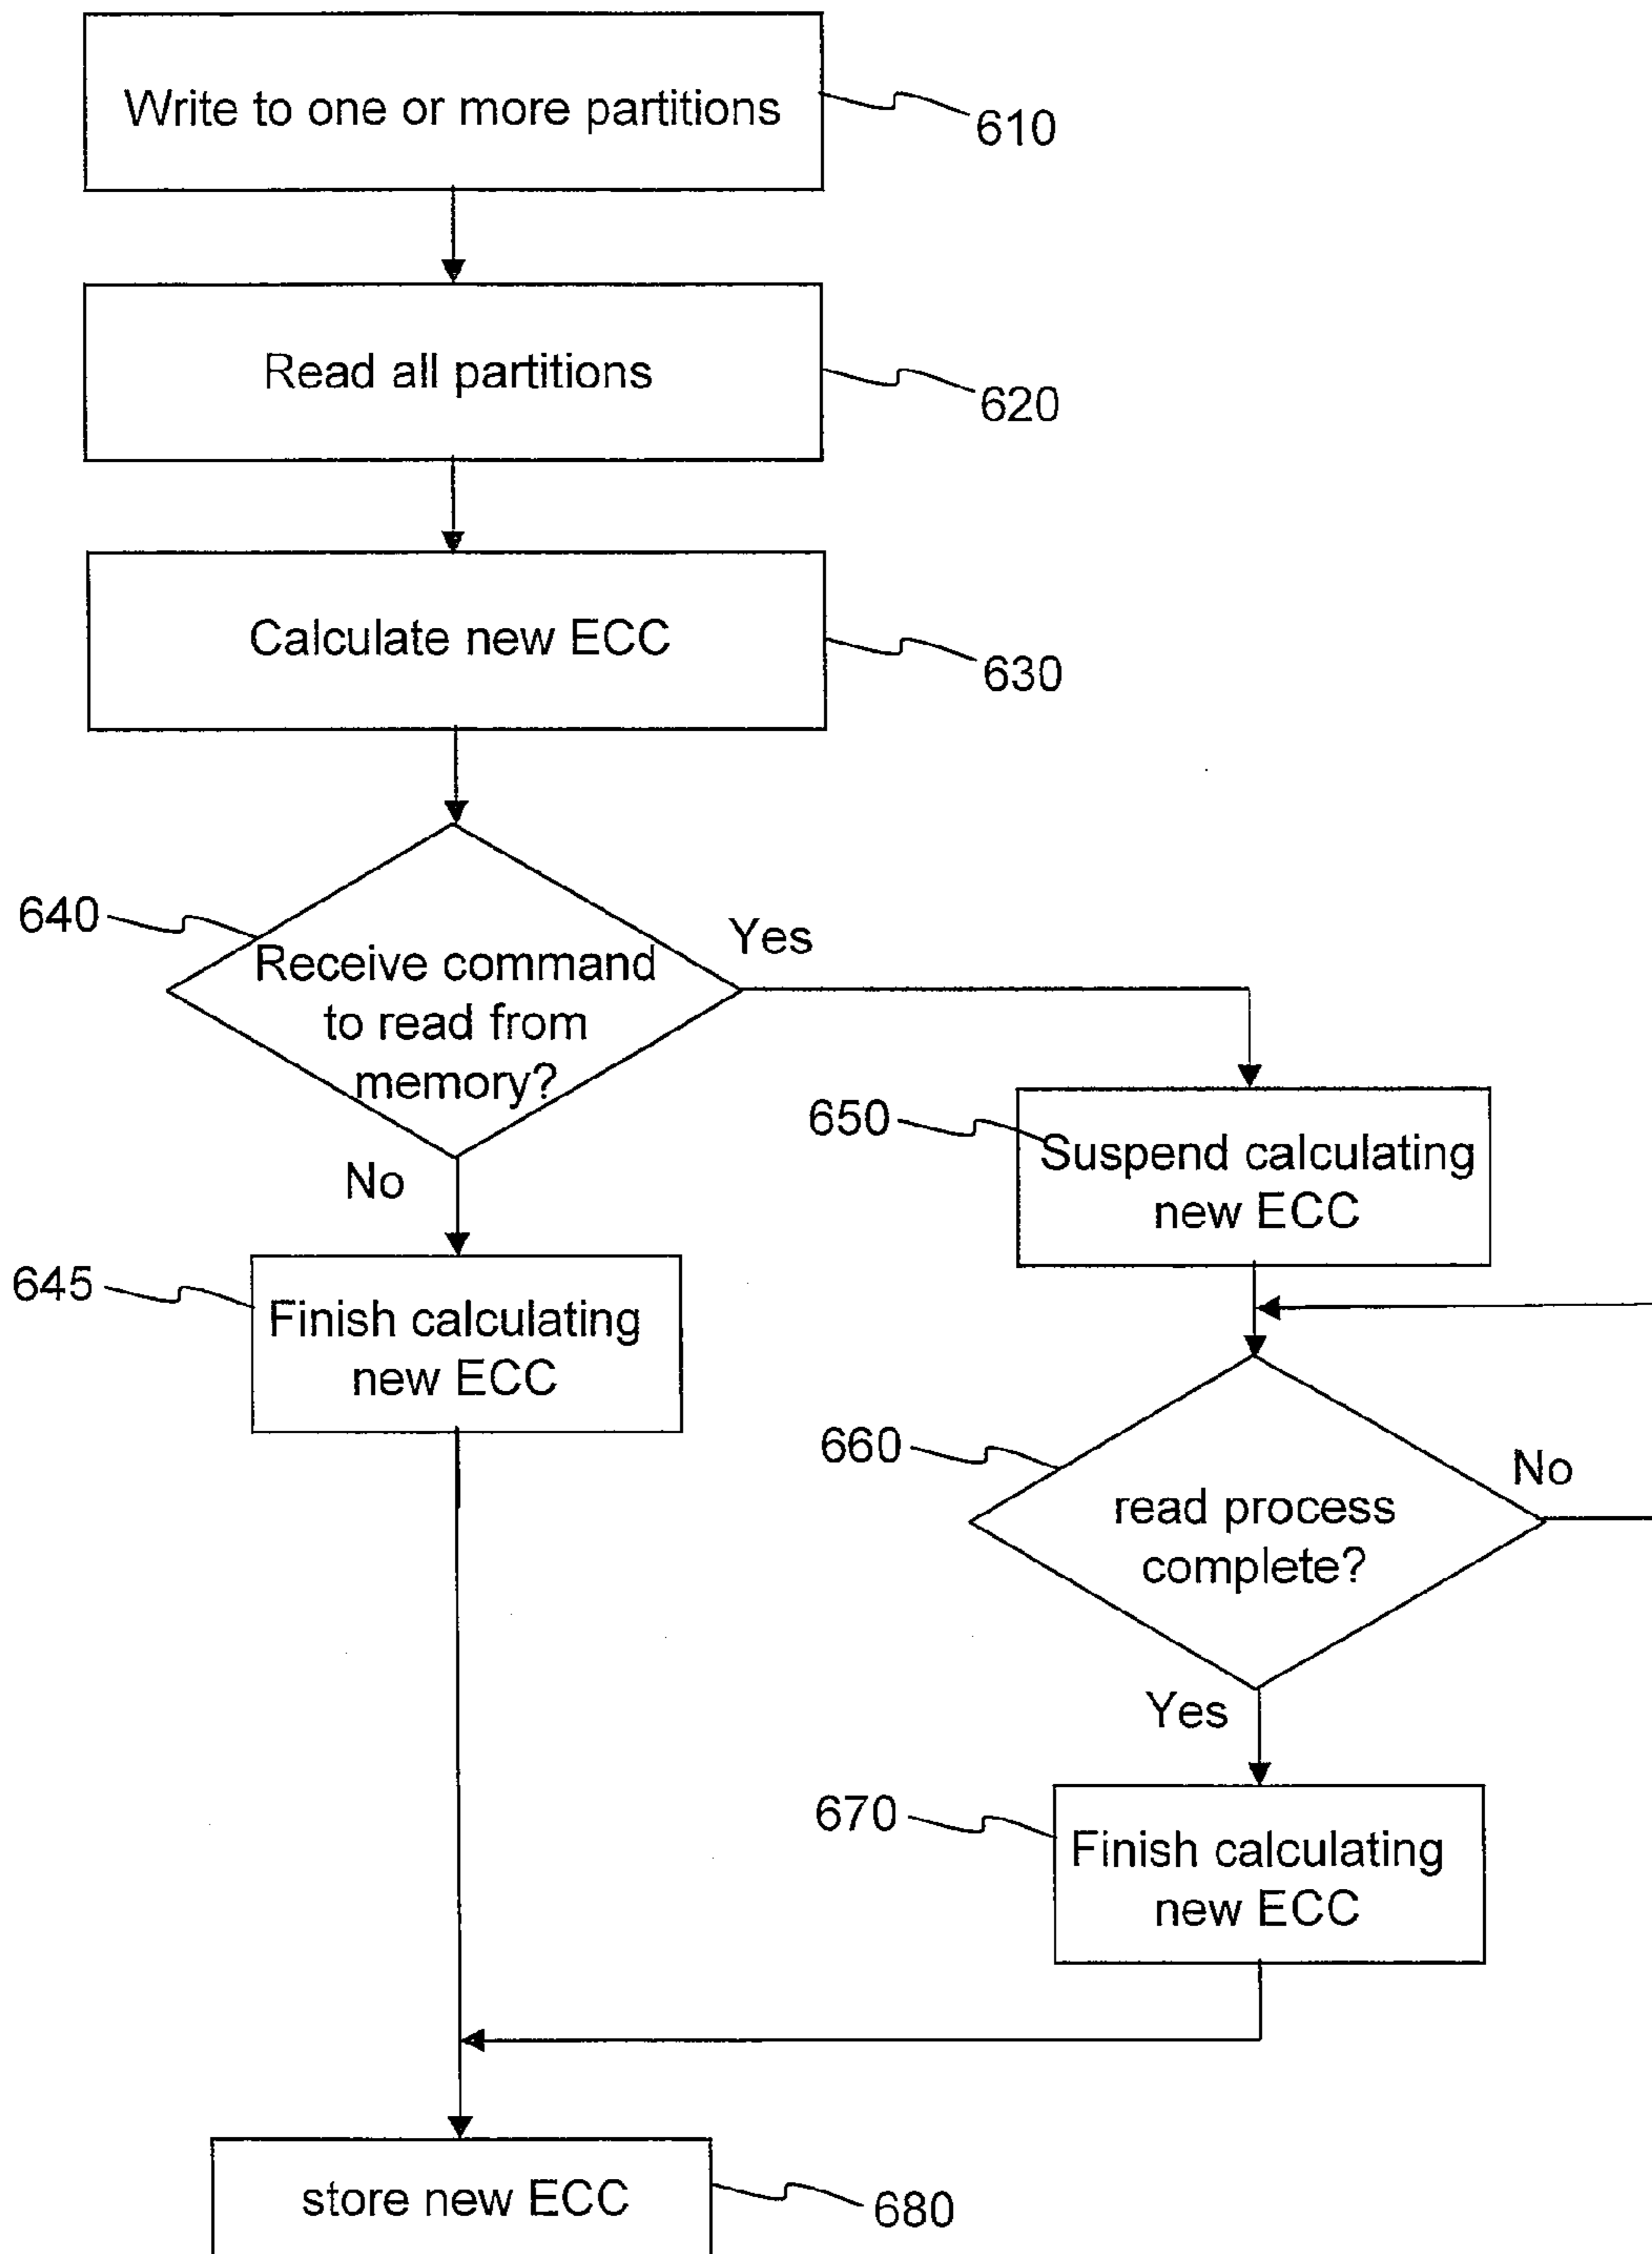 Write to one or more partitions
610
Read all partitions
620
Calculate new ECC
630
640
Receive command
to read from
memory?
Yes
No
650
Suspend calculating
new ECC
645
Finish calculating
new ECC
660
read process
complete?
No
Yes
670
Finish calculating
new ECC
store new ECC
680